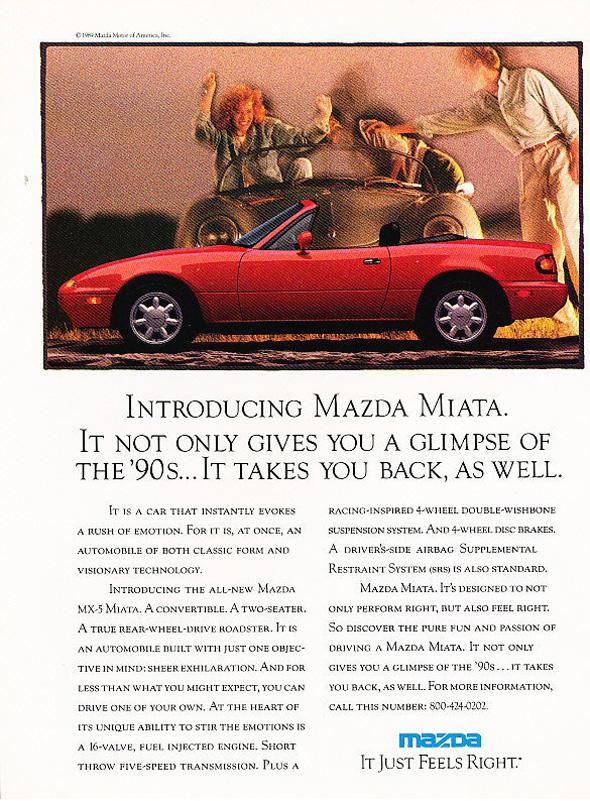 © 1989 Mazda Motor of America, Inc.
Introducing Mazda Miata.
It not only gives you a glimpse of
the '90s...It takes you back, as well.
It is a car that instantly evokes
a rush of emotion. For it is, at once, an
automobile of both classic form and
visionary technology.
Introducing the all-new Mazda
MX-5 Miata. A convertible. A two-seater.
A true rear-wheel-drive roadster. It is
an automobile built with just one objec-
tive in mind: sheer exhilaration. And for
less than what you might expect, you can
drive one of your own. At the heart of
its unique ability to stir the emotions is
a 16-valve, fuel injected engine. Short
throw five-speed transmission. Plus a
racing-inspired 4-wheel double-wishbone
suspension system. And 4-wheel disc brakes.
A driver's-side airbag Supplemental
Restraint System (SRS) is also standard.
Mazda Miata. It's designed to not
only perform right, but also feel right.
So discover the pure fun and passion of
driving a Mazda Miata. It not only
gives you a glimpse of the '90s...it takes
you back, as well. For more information,
call this number: 800-424-0202.
mazda
It Just Feels Right.™